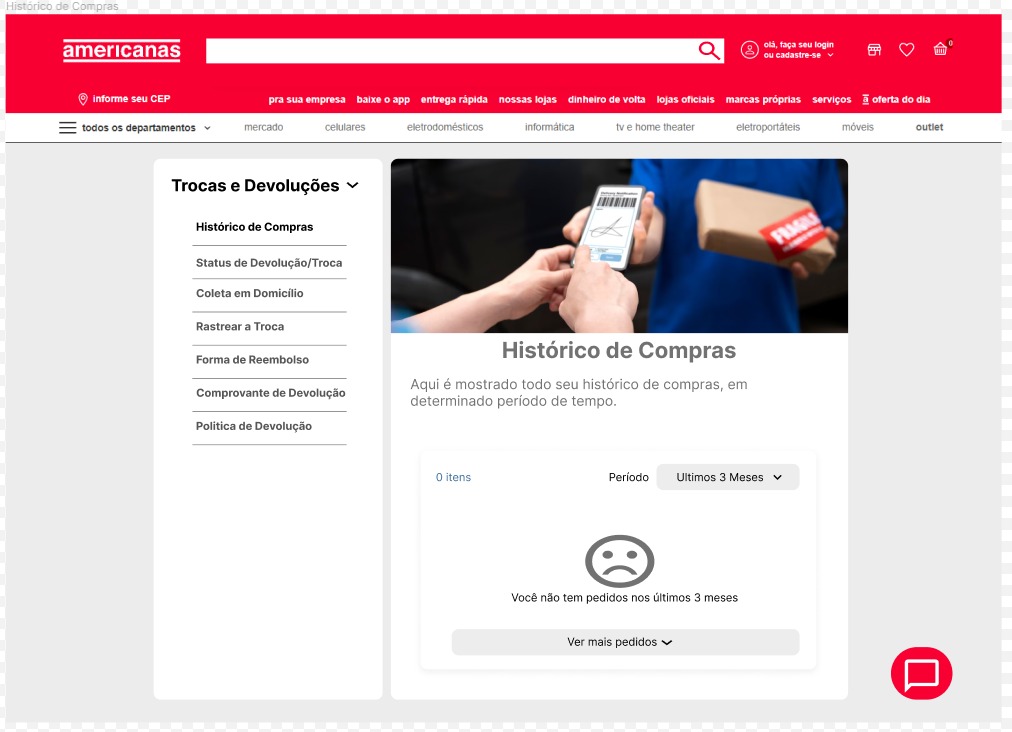 Histórico de Compras
americanas
olá, faça seu login
ou cadastre-se
0
informe seu CEP
pra sua empresa baixe o app entrega rápida nossas lojas dinheiro de volta lojas oficiais marcas próprias serviços oferta do dia
todos os departamentos mercado celulares eletrodomésticos informática tv e home theater eletroportáteis móveis outlet
Trocas e Devoluções
Histórico de Compras
Status de Devolução/Troca
Coleta em Domicílio
Rastrear a Troca
Forma de Reembolso
Comprovante de Devolução
Politica de Devolução
FRAGILE
Histórico de Compras
Aqui é mostrado todo seu histórico de compras, em
determinado período de tempo.
0 itens Período Ultimos 3 Meses
Você não tem pedidos nos últimos 3 meses
Ver mais pedidos